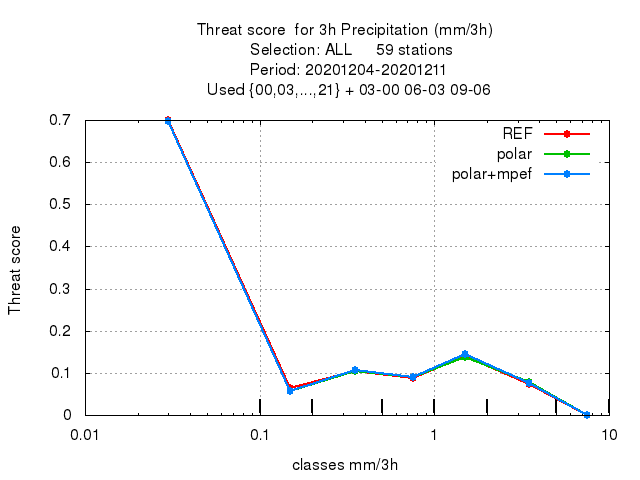 Threat score  for 3h Precipitation (mm/3h)
Selection: ALL     59 stations
Period: 20201204-20201211
Used {00,03,...,21} + 03-00 06-03 09-06
REF
polar
polar+mpef
0.7
0.6
0.5
0.4
0.3
0.2
0.1
0
Threat score
0.01 0.1 1 10
classes mm/3h